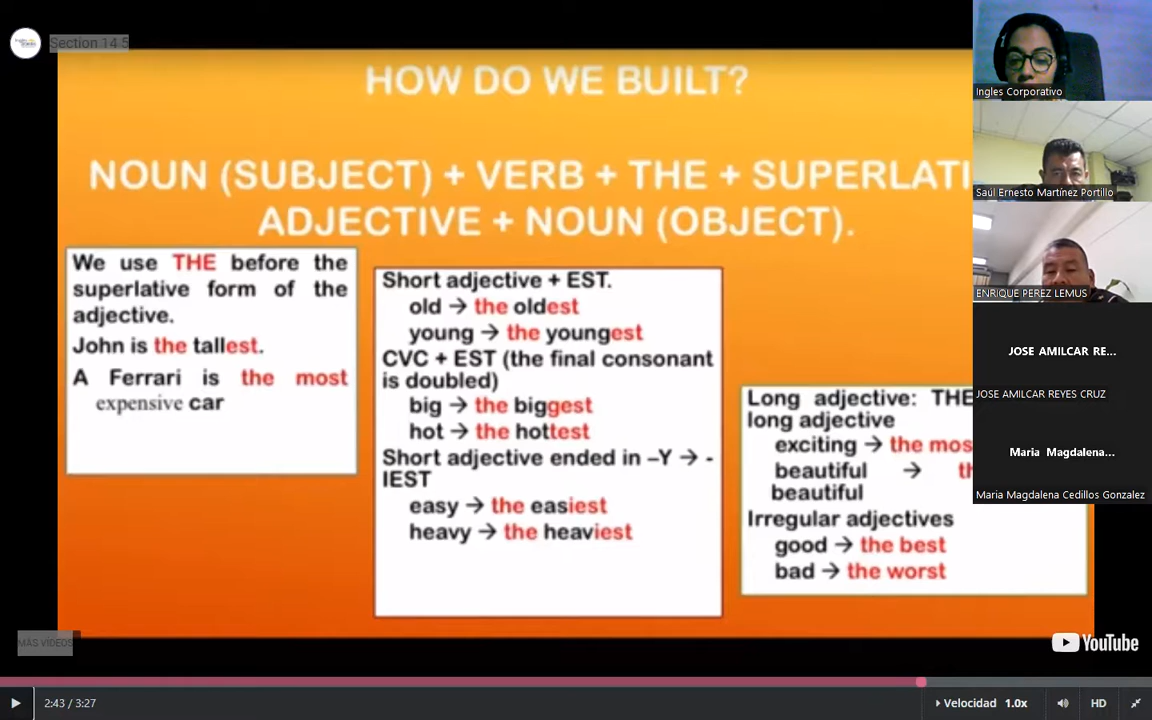 Section 14 5
HOW DO WE BUILT?
NOUN (SUBJECT) + VERB + THE + SUPERLATI
ADJECTIVE + NOUN (OBJECT).
We use THE before the
superlative form of the
adjective.
John is the tallest.
A Ferrari is the most
expensive car
Short adjective + EST.
old → the oldest
young → the youngest
CVC + EST (the final consonant
is doubled)
big → the biggest
hot → the hottest
Short adjective ended in –Y → -
IEST
easy → the easiest
heavy → the heaviest
Long adjective: THE
long adjective
exciting → the mos
beautiful → th
beautiful
Irregular adjectives
good → the best
bad → the worst
Ingles Corporativo
Saúl Ernesto Martínez Portillo
ENRIQUE PEREZ LEMUS
JOSE AMILCAR RE...
JOSE AMILCAR REYES CRUZ
Maria Magdalena...
Maria Magdalena Cedillos Gonzalez
MÁS VÍDEOS
YouTube
2:43 / 3:27
Velocidad 1.0x
HD